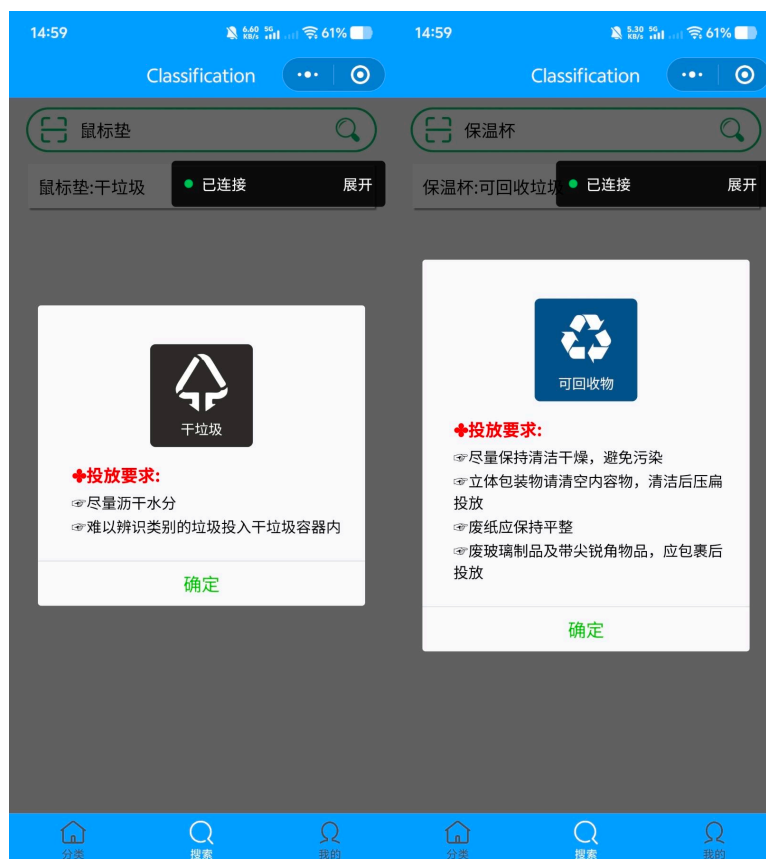 14:59
6.60 KB/s 5G 61%
Classification
鼠标垫
鼠标垫:干垃圾
已连接 展开
干垃圾
✤投放要求:
☞尽量沥干水分
☞难以辨识类别的垃圾投入干垃圾容器内
确定
分类 搜索 我的
14:59
5.30 KB/s 5G 61%
Classification
保温杯
保温杯:可回收垃圾
已连接 展开
可回收物
✤投放要求:
☞尽量保持清洁干燥，避免污染
☞立体包装物请清空内容物，清洁后压扁
投放
☞废纸应保持平整
☞废玻璃制品及带尖锐角物品，应包裹后
投放
确定
分类 搜索 我的